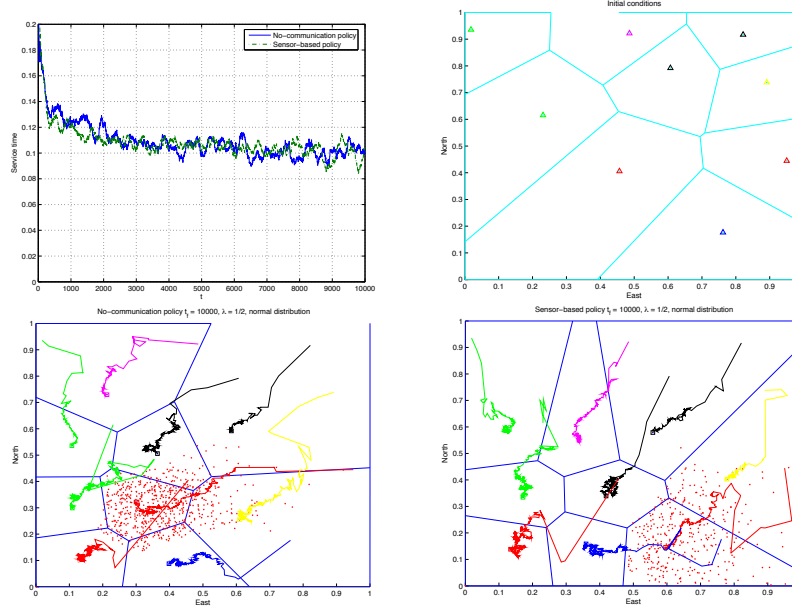 No−communication policy
Sensor−based policy
0.2
0.18
0.16
0.14
0.12
0.1
0.08
0.06
0.04
0.02
0
Service time
0 1000 2000 3000 4000 5000 6000 7000 8000 9000 10000
t
Initial conditions
1
0.9
0.8
0.7
0.6
0.5
0.4
0.3
0.2
0.1
0
North
0 0.1 0.2 0.3 0.4 0.5 0.6 0.7 0.8 0.9
East
No−communication policy t_f = 10000, λ = 1/2, normal distribution
1
0.9
0.8
0.7
0.6
0.5
0.4
0.3
0.2
0.1
0
North
0 0.1 0.2 0.3 0.4 0.5 0.6 0.7 0.8 0.9 1
East
Sensor−based policy t_f = 10000, λ = 1/2, normal distribution
1
0.9
0.8
0.7
0.6
0.5
0.4
0.3
0.2
0.1
0
North
0 0.1 0.2 0.3 0.4 0.5 0.6 0.7 0.8 0.9
East